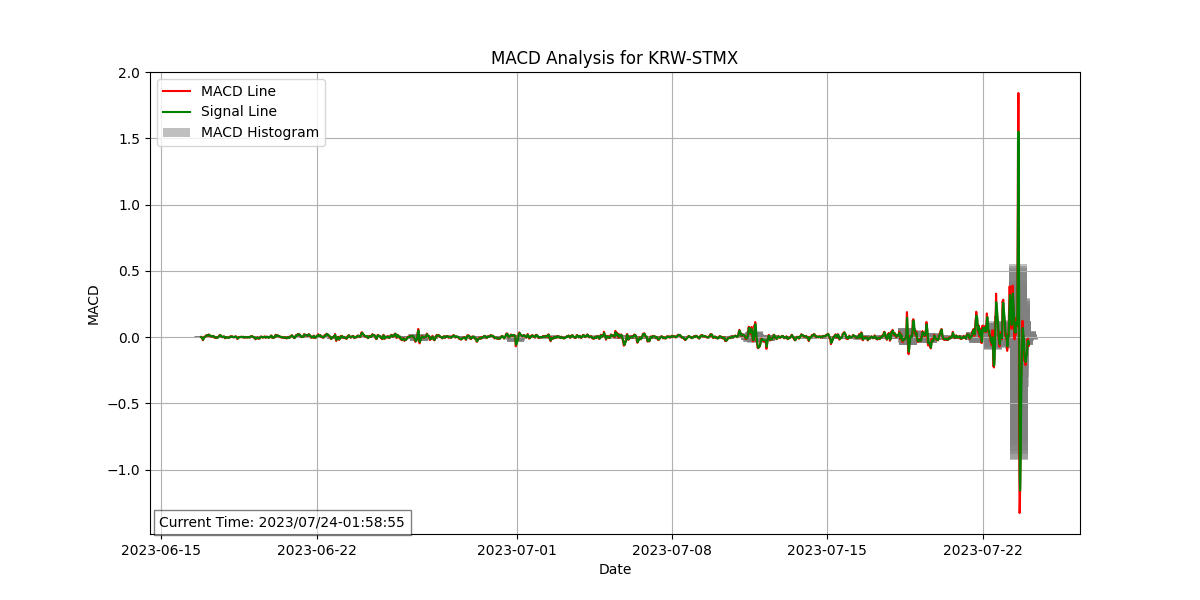 MACD Analysis for KRW-STMX
2.0
1.5
1.0
0.5
0.0
−0.5
−1.0
MACD
MACD Line
Signal Line
MACD Histogram
Current Time: 2023/07/24-01:58:55
2023-06-15 2023-06-22 2023-07-01 2023-07-08 2023-07-15 2023-07-22
Date